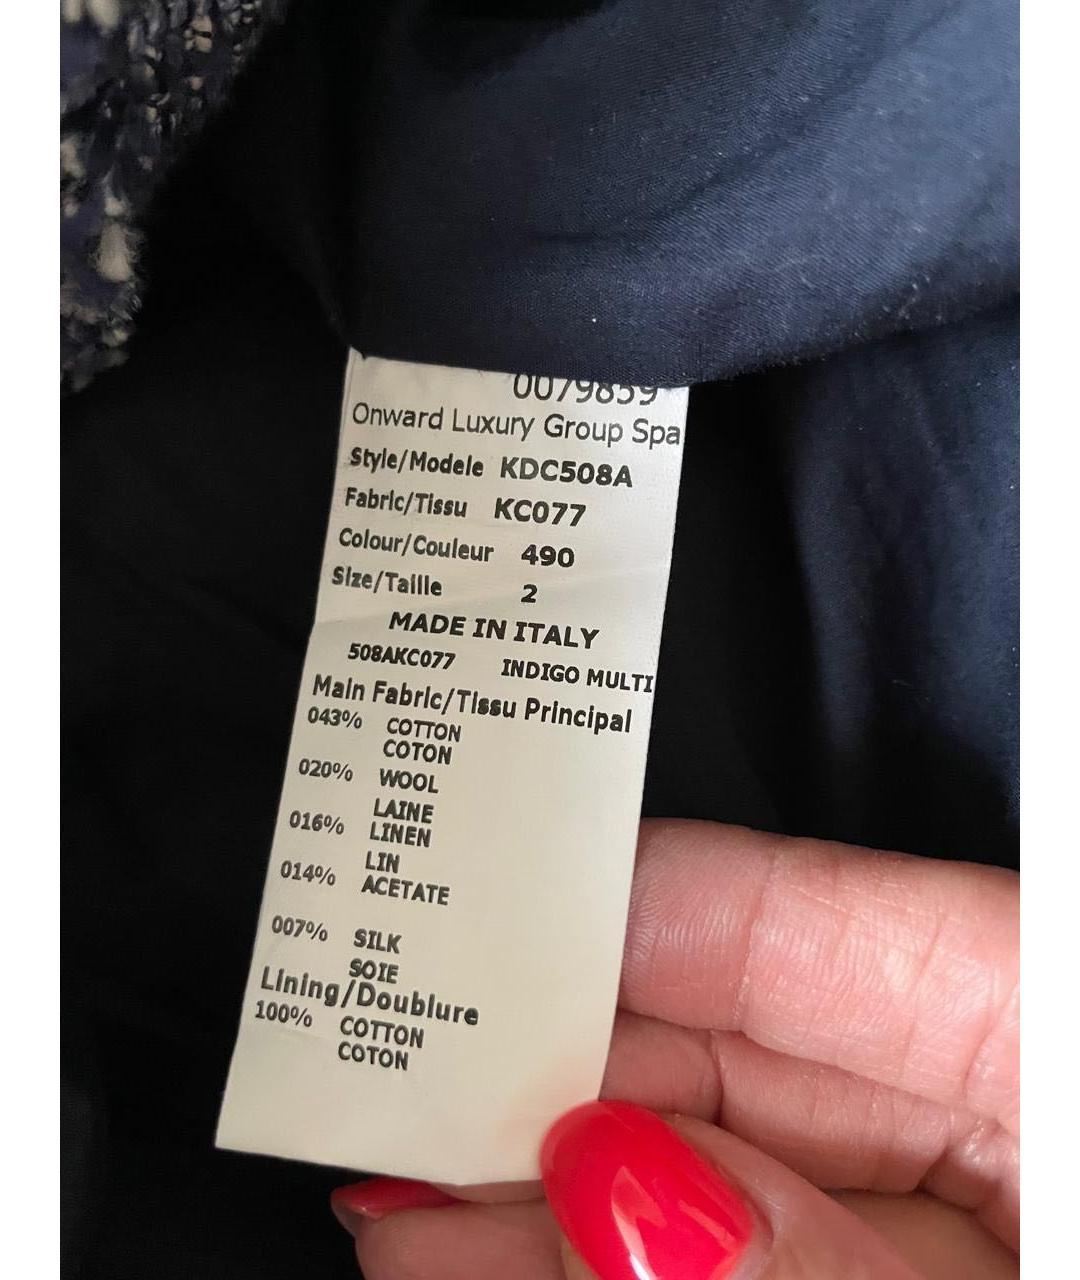 0079859
Onward Luxury Group Spa
Style/Modele KDC508A
Fabric/Tissu KC077
Colour/Couleur 490
Size/Taille 2
MADE IN ITALY
508AKC077 INDIGO MULTI
Main Fabric/Tissu Principal
043% COTTON
COTON
020% WOOL
LAINE
016% LINEN
LIN
014% ACETATE
007% SILK
SOIE
Lining/Doublure
100% COTTON
COTON